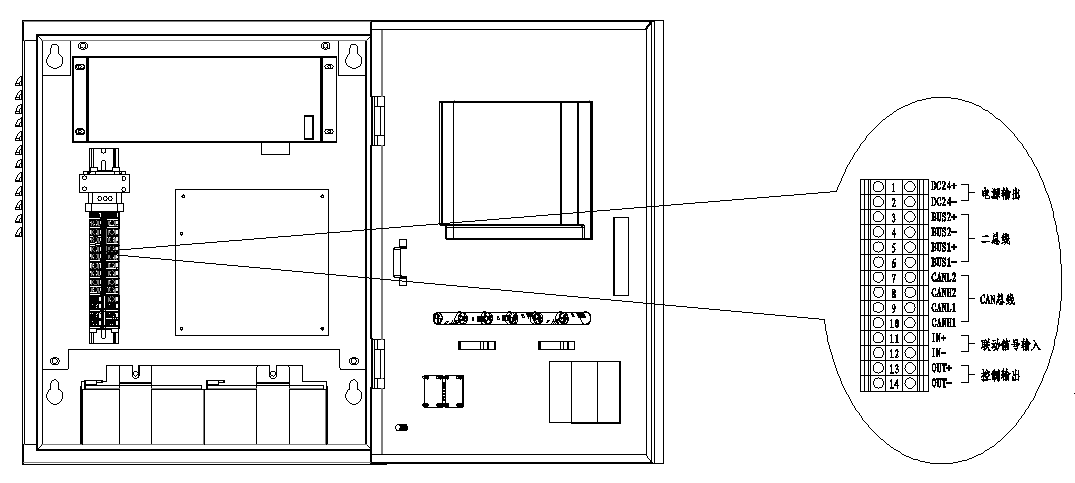 1 DC24+
2 DC24-
电源输出
3 BUS2+
4 BUS2-
5 BUS1+
6 BUS1-
二总线
7 CANL2
8 CANH2
9 CANL1
10 CANH1
CAN总线
11 IN+
12 IN-
联动信号输入
13 OUT+
14 OUT-
控制输出